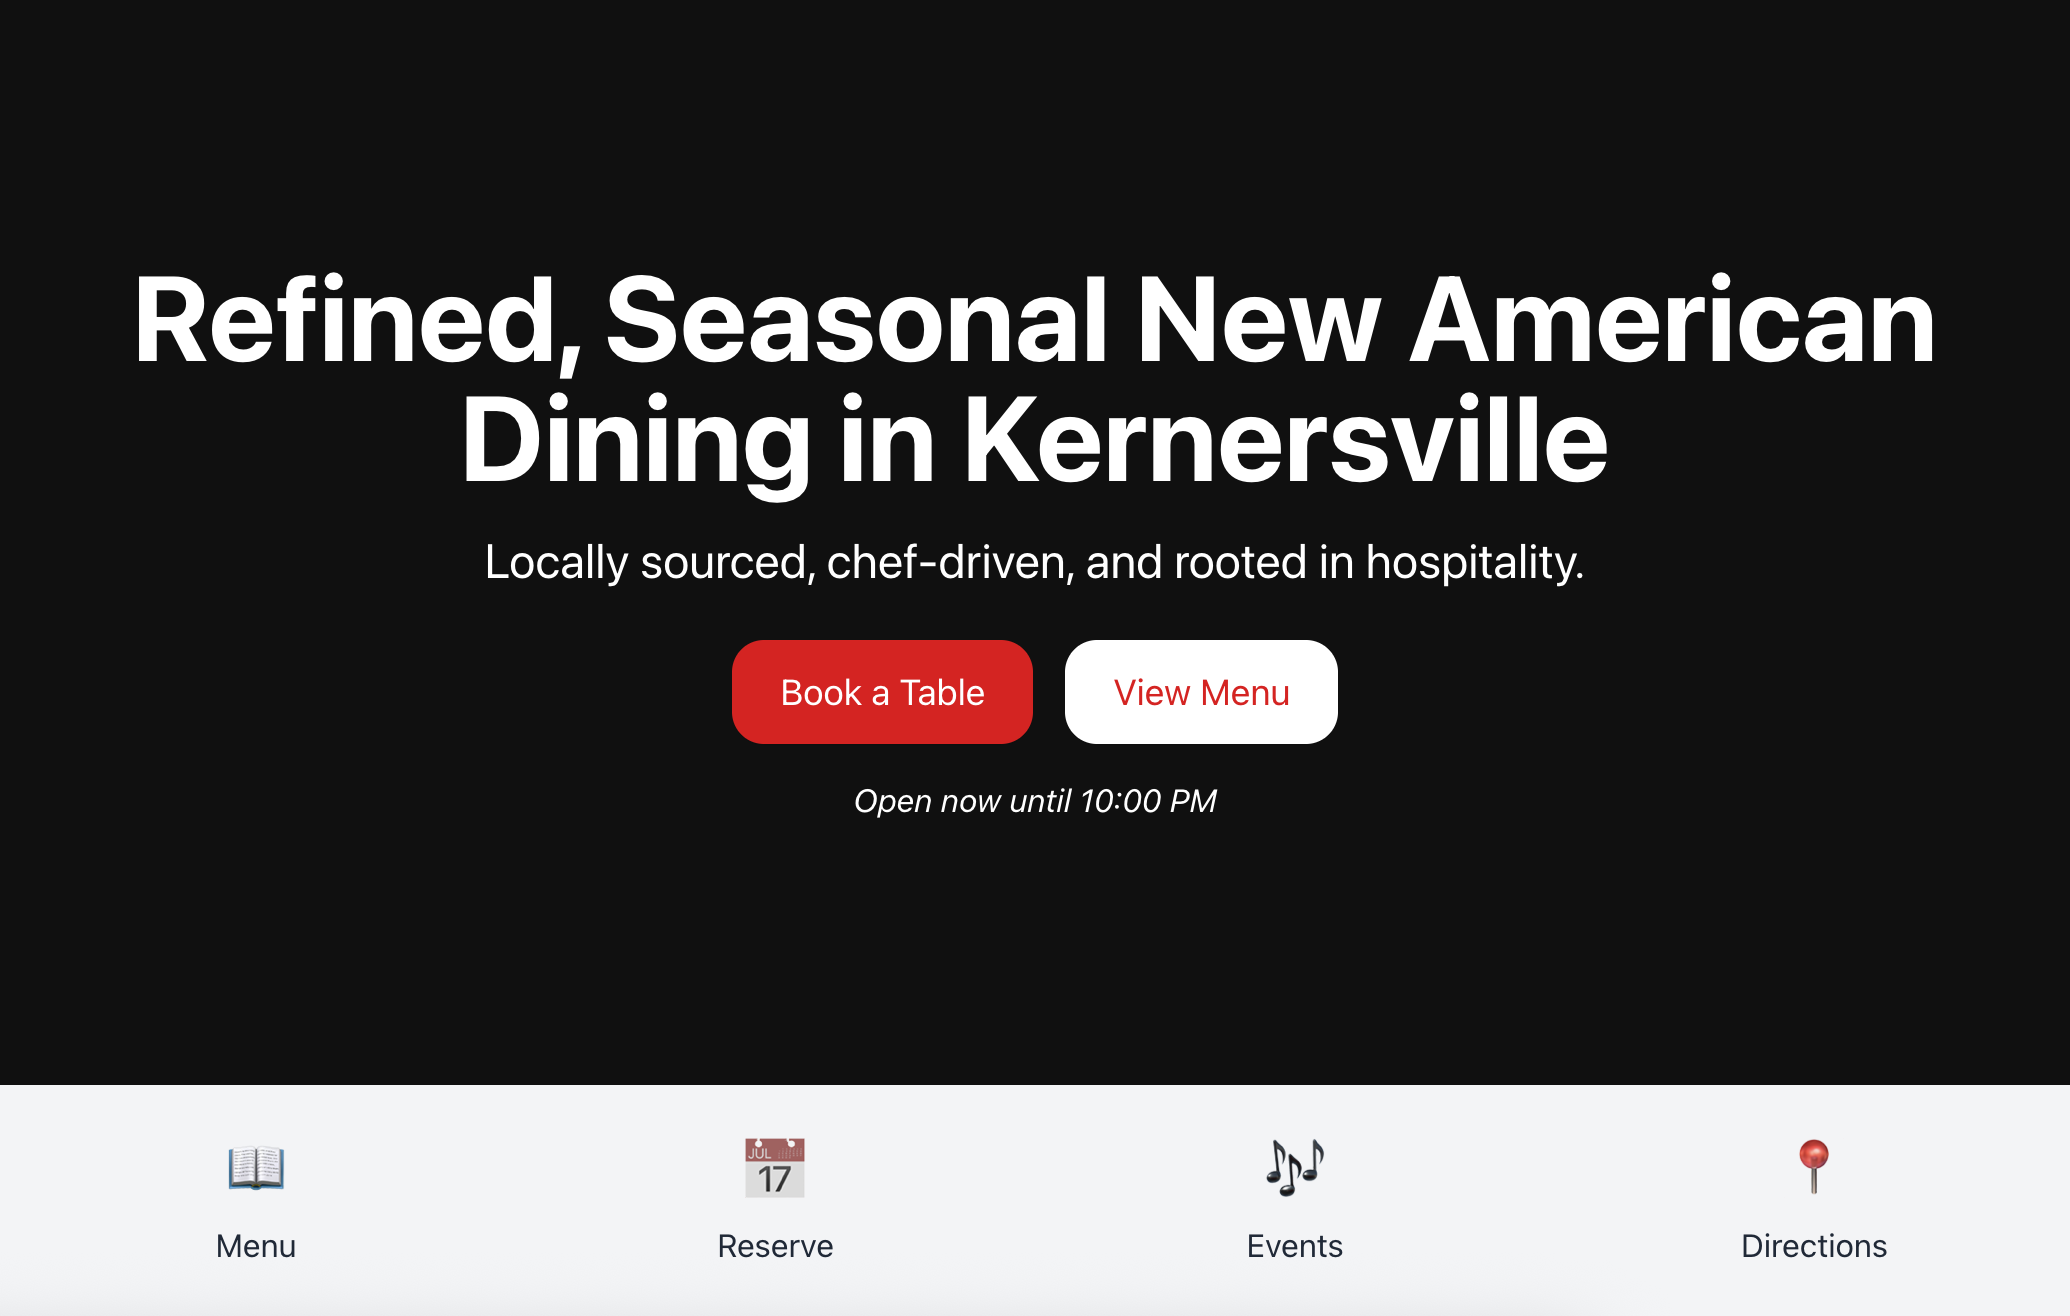 Refined, Seasonal New American
Dining in Kernersville
Locally sourced, chef-driven, and rooted in hospitality.
Book a Table
View Menu
Open now until 10:00 PM
JUL
17
Menu
Reserve
Events
Directions